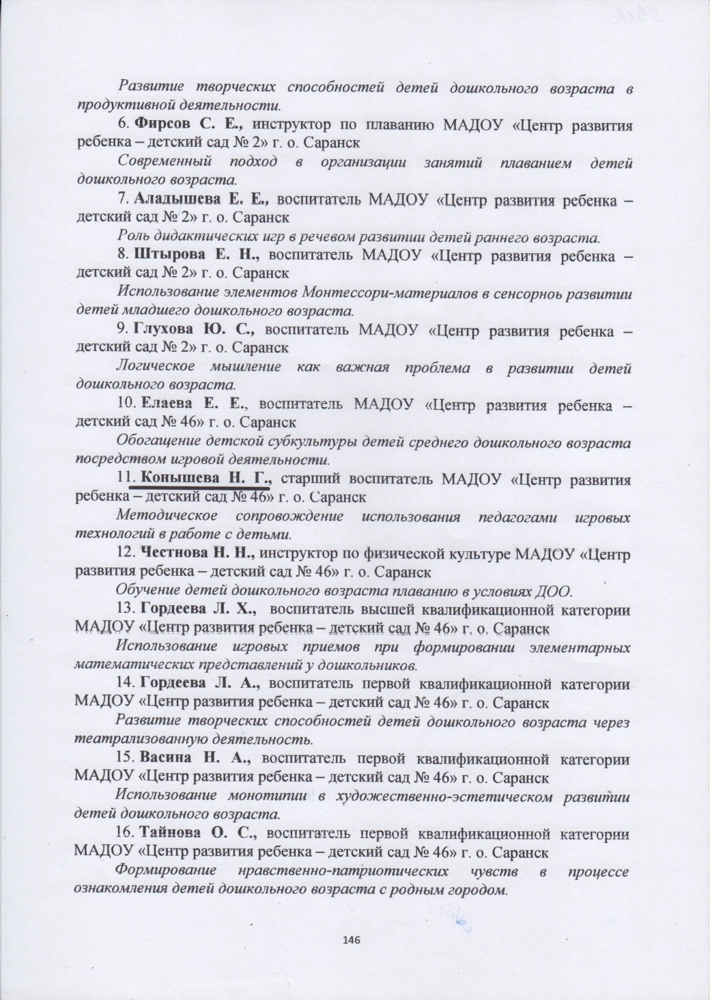 Развитие творческих способностей детей дошкольного возраста в
продуктивной деятельности.
6. Фирсов С. Е., инструктор по плаванию МАДОУ «Центр развития
ребенка – детский сад № 2» г. о. Саранск
Современный подход в организации занятий плаванием детей
дошкольного возраста.
7. Аладышева Е. Е., воспитатель МАДОУ «Центр развития ребенка –
детский сад № 2» г. о. Саранск
Роль дидактических игр в речевом развитии детей раннего возраста.
8. Штырова Е. Н., воспитатель МАДОУ «Центр развития ребенка –
детский сад № 2» г. о. Саранск
Использование элементов Монтессори-материалов в сенсорноь развитии
детей младшего дошкольного возраста.
9. Глухова Ю. С., воспитатель МАДОУ «Центр развития ребенка –
детский сад № 2» г. о. Саранск
Логическое мышление как важная проблема в развитии детей
дошкольного возраста.
10. Елаева Е. Е., воспитатель МАДОУ «Центр развития ребенка –
детский сад № 46» г. о. Саранск
Обогащение детской субкультуры детей среднего дошкольного возраста
посредством игровой деятельности.
11. Конышева Н. Г., старший воспитатель МАДОУ «Центр развития
ребенка – детский сад № 46» г. о. Саранск
Методическое сопровождение использования педагогами игровых
технологий в работе с детьми.
12. Честнова Н. Н., инструктор по физической культуре МАДОУ «Центр
развития ребенка – детский сад № 46» г. о. Саранск
Обучение детей дошкольного возраста плаванию в условиях ДОО.
13. Гордеева Л. Х., воспитатель высшей квалификационной категории
МАДОУ «Центр развития ребенка – детский сад № 46» г. о. Саранск
Использование игровых приемов при формировании элементарных
математических представлений у дошкольников.
14. Гордеева Л. А., воспитатель первой квалификационной категории
МАДОУ «Центр развития ребенка – детский сад № 46» г. о. Саранск
Развитие творческих способностей детей дошкольного возраста через
театрализованную деятельность.
15. Васина Н. А., воспитатель первой квалификационной категории
МАДОУ «Центр развития ребенка – детский сад № 46» г. о. Саранск
Использование монотипии в художественно-эстетическом развитии
детей дошкольного возраста.
16. Тайнова О. С., воспитатель первой квалификационной категории
МАДОУ «Центр развития ребенка – детский сад № 46» г. о. Саранск
Формирование нравственно-патриотических чувств в процессе
ознакомления детей дошкольного возраста с родным городом.
146